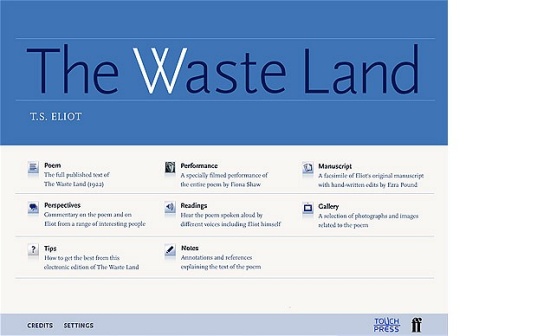 The Waste Land
T.S. ELIOT
Poem
The full published text of
The Waste Land (1922)
Performance
A specially filmed performance of
the entire poem by Fiona Shaw
Manuscript
A facsimile of Eliot's original manuscript
with hand-written edits by Ezra Pound
Perspectives
Commentary on the poem and on
Eliot from a range of interesting people
Readings
Hear the poem spoken aloud by
different voices including Eliot himself
Gallery
A selection of photographs and images
related to the poem
?
Tips
How to get the best from this
electronic edition of The Waste Land
Notes
Annotations and references
explaining the text of the poem
CREDITS SETTINGS
TOUCH
PRESS
ff